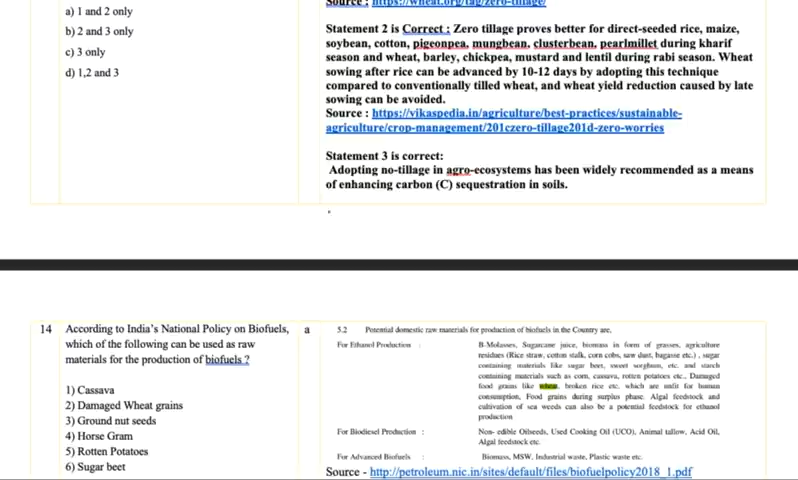 a) 1 and 2 only
b) 2 and 3 only
c) 3 only
d) 1,2 and 3
Source : https://wheat.org/tag/zero-tillage/
Statement 2 is Correct : Zero tillage proves better for direct-seeded rice, maize,
soybean, cotton, pigeonpea, mungbean, clusterbean, pearlmillet during kharif
season and wheat, barley, chickpea, mustard and lentil during rabi season. Wheat
sowing after rice can be advanced by 10-12 days by adopting this technique
compared to conventionally tilled wheat, and wheat yield reduction caused by late
sowing can be avoided.
Source : https://vikaspedia.in/agriculture/best-practices/sustainable-
agriculture/crop-management/201czero-tillage201d-zero-worries
Statement 3 is correct:
Adopting no-tillage in agro-ecosystems has been widely recommended as a means
of enhancing carbon (C) sequestration in soils.
14 According to India's National Policy on Biofuels,
which of the following can be used as raw
materials for the production of biofuels ?
1) Cassava
2) Damaged Wheat grains
3) Ground nut seeds
4) Horse Gram
5) Rotten Potatoes
6) Sugar beet
a
5.2 Potential domestic raw materials for production of biofuels in the Country are,
For Ethanol Production : B-Molasses, Sugarcane juice, biomass in form of grasses, agriculture
residues (Rice straw, cotton stalk, corn cobs, saw dust, bagasse etc.) , sugar
containing materials like sugar beet, sweet sorghum, etc. and starch
containing materials such as corn, cassava, rotten potatoes etc., Damaged
food grains like wheat, broken rice etc. which are unfit for human
consumption, Food grains during surplus phase. Algal feedstock and
cultivation of sea weeds can also be a potential feedstock for ethanol
production
For Biodiesel Production : Non- edible Oilseeds, Used Cooking Oil (UCO), Animal tallow, Acid Oil,
Algal feedstock etc.
For Advanced Biofuels : Biomass, MSW, Industrial waste, Plastic waste etc.
Source - http://petroleum.nic.in/sites/default/files/biofuelpolicy2018_1.pdf